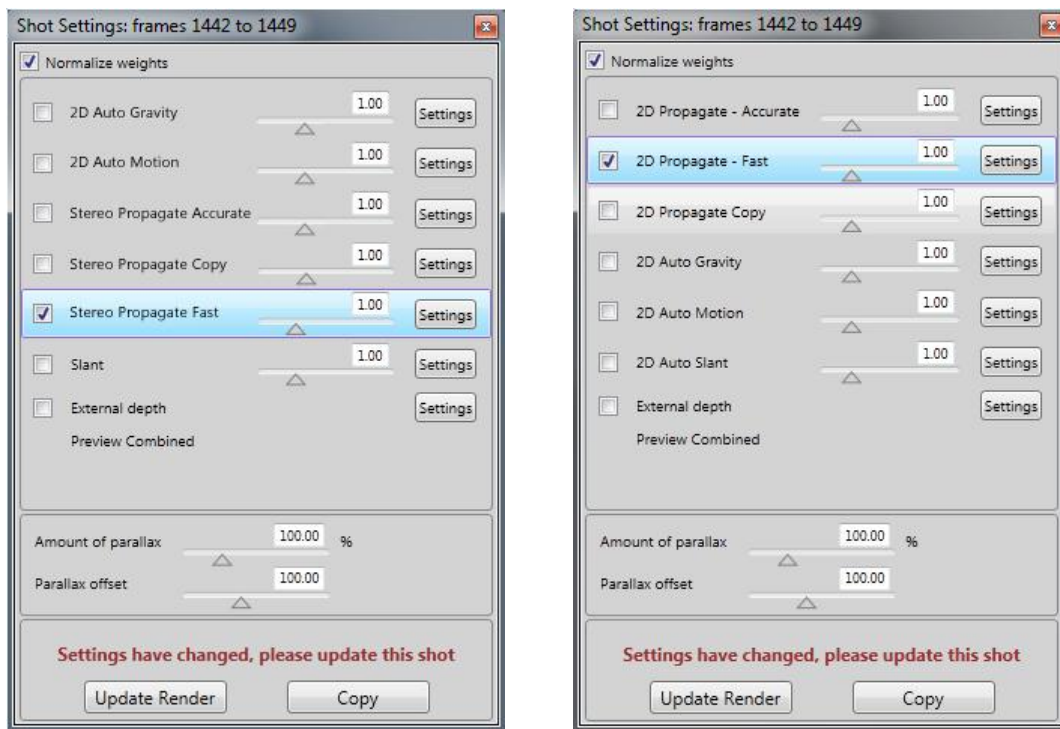 Shot Settings: frames 1442 to 1449
Normalize weights
2D Auto Gravity 1.00 Settings
2D Auto Motion 1.00 Settings
Stereo Propagate Accurate 1.00 Settings
Stereo Propagate Copy 1.00 Settings
Stereo Propagate Fast 1.00 Settings
Slant 1.00 Settings
External depth Settings
Preview Combined
Amount of parallax 100.00 %
Parallax offset 100.00
Settings have changed, please update this shot
Update Render Copy
Shot Settings: frames 1442 to 1449
Normalize weights
2D Propagate - Accurate 1.00 Settings
2D Propagate - Fast 1.00 Settings
2D Propagate Copy 1.00 Settings
2D Auto Gravity 1.00 Settings
2D Auto Motion 1.00 Settings
2D Auto Slant 1.00 Settings
External depth Settings
Preview Combined
Amount of parallax 100.00 %
Parallax offset 100.00
Settings have changed, please update this shot
Update Render Copy